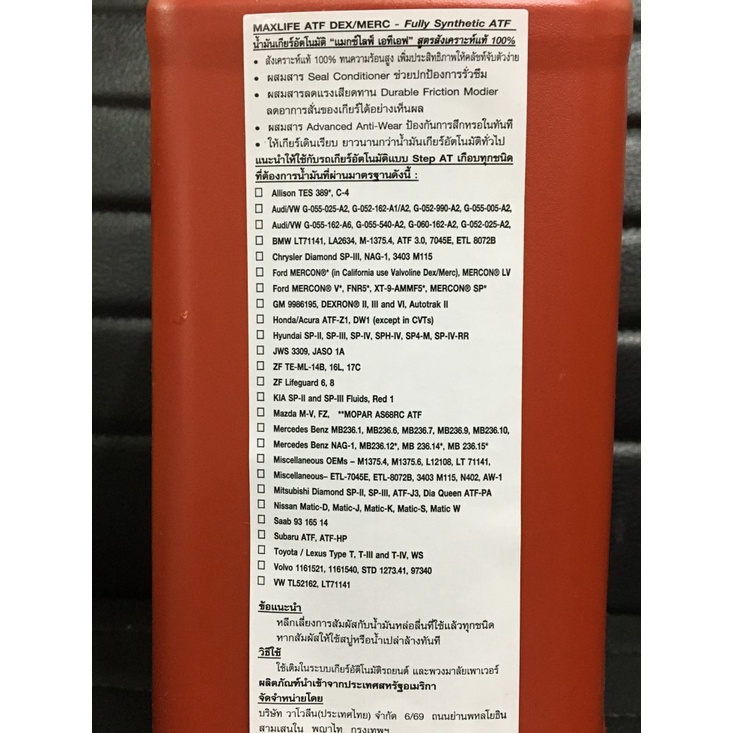 MAXLIFE ATF DEX/MERC - Fully Synthetic ATF
น้ำมันเกียร์อัตโนมัติ "แมกซ์ไลฟ์ เอทีเอฟ" สูตรสังเคราะห์แท้ 100%
• สังเคราะห์แท้ 100% ทนความร้อนสูง เพิ่มประสิทธิภาพให้คลัทช์จับตัวง่าย
• ผสมสาร Seal Conditioner ช่วยปกป้องการรั่วซึม
• ผสมสารลดแรงเสียดทาน Durable Friction Modier
ลดอาการสั่นของเกียร์ได้อย่างเห็นผล
• ผสมสาร Advanced Anti-Wear ป้องกันการสึกหรอในทันที
• ให้เกียร์เดินเรียบ ยาวนานกว่าน้ำมันเกียร์อัตโนมัติทั่วไป
แนะนำให้ใช้กับรถเกียร์อัตโนมัติแบบ Step AT เกือบทุกชนิด
ที่ต้องการน้ำมันที่ผ่านมาตรฐานดังนี้ :
☐ Allison TES 389*, C-4
☐ Audi/VW G-055-025-A2, G-052-162-A1/A2, G-052-990-A2, G-055-005-A2,
☐ Audi/VW G-055-162-A6, G-055-540-A2, G-060-162-A2, G-052-025-A2,
☐ BMW LT71141, LA2634, M-1375.4, ATF 3.0, 7045E, ETL 8072B
☐ Chrysler Diamond SP-III, NAG-1, 3403 M115
☐ Ford MERCON®* (in California use Valvoline Dex/Merc), MERCON® LV
☐ Ford MERCON® V*, FNR5*, XT-9-AMMF5*, MERCON® SP*
☐ GM 9986195, DEXRON® II, III and VI, Autotrak II
☐ Honda/Acura ATF-Z1, DW1 (except in CVTs)
☐ Hyundai SP-II, SP-III, SP-IV, SPH-IV, SP4-M, SP-IV-RR
☐ JWS 3309, JASO 1A
☐ ZF TE-ML-14B, 16L, 17C
☐ ZF Lifeguard 6, 8
☐ KIA SP-II and SP-III Fluids, Red 1
☐ Mazda M-V, FZ, **MOPAR AS68RC ATF
☐ Mercedes Benz MB236.1, MB236.6, MB236.7, MB236.9, MB236.10,
☐ Mercedes Benz NAG-1, MB236.12*, MB 236.14*, MB 236.15*
☐ Miscellaneous OEMs – M1375.4, M1375.6, L12108, LT 71141,
☐ Miscellaneous– ETL-7045E, ETL-8072B, 3403 M115, N402, AW-1
☐ Mitsubishi Diamond SP-II, SP-III, ATF-J3, Dia Queen ATF-PA
☐ Nissan Matic-D, Matic-J, Matic-K, Matic-S, Matic W
☐ Saab 93 165 14
☐ Subaru ATF, ATF-HP
☐ Toyota / Lexus Type T, T-III and T-IV, WS
☐ Volvo 1161521, 1161540, STD 1273.41, 97340
☐ VW TL52162, LT71141
ข้อแนะนำ
หลีกเลี่ยงการสัมผัสกับน้ำมันหล่อลื่นที่ใช้แล้วทุกชนิด
หากสัมผัสให้ใช้สบู่หรือน้ำเปล่าล้างทันที
วิธีใช้
ใช้เติมในระบบเกียร์อัติโนมัติรถยนต์ และพวงมาลัยเพาเวอร์
ผลิตภัณฑ์นำเข้าจากประเทศสหรัฐอเมริกา
จัดจำหน่ายโดย
บริษัท วาโวลีน(ประเทศไทย) จำกัด 6/69 ถนนย่านพหลโยธิน
สามเสนใน พญาไท กรุงเทพฯ